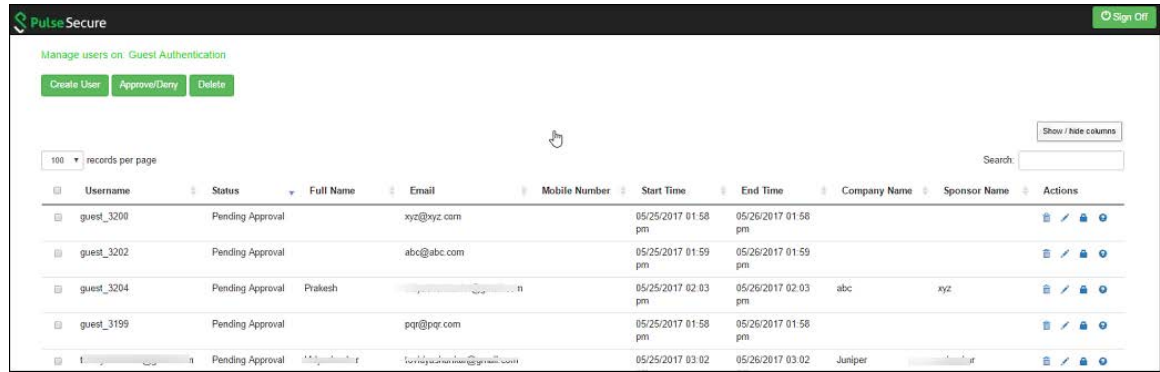 Pulse Secure
Sign Off
Manage users on: Guest Authentication
Create User Approve/Deny Delete
Show / hide columns
100 records per page Search:
Username Status Full Name Email Mobile Number Start Time End Time Company Name Sponsor Name Actions
guest_3200 Pending Approval xyz@xyz.com 05/25/2017 01:58 05/26/2017 01:58
pm pm
guest_3202 Pending Approval abc@abc.com 05/25/2017 01:59 05/26/2017 01:59
pm pm
guest_3204 Pending Approval Prakesh 05/25/2017 02:03 05/26/2017 02:03 abc xyz
pm pm
guest_3199 Pending Approval pqr@pqr.com 05/25/2017 01:58 05/26/2017 01:58
pm pm
Pending Approval 05/25/2017 03:02 05/26/2017 03:02 Juniper